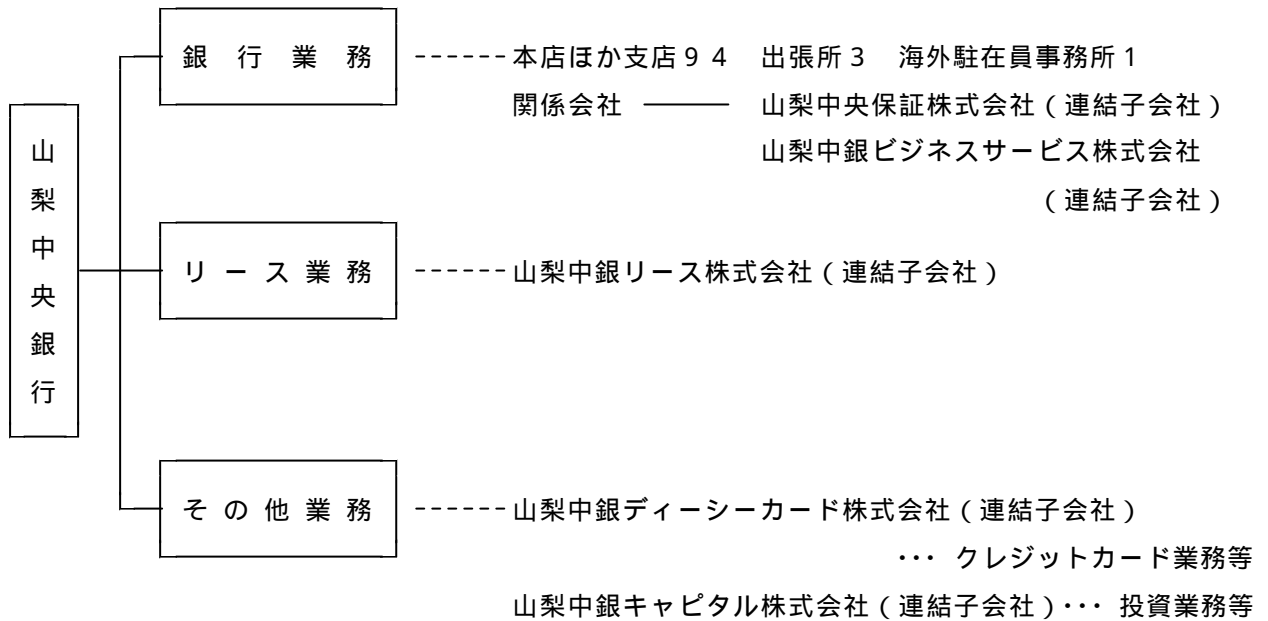 山梨中央銀行
銀行業務 ------ 本店ほか支店94 出張所3 海外駐在員事務所1
関係会社 ─── 山梨中央保証株式会社(連結子会社)
山梨中銀ビジネスサービス株式会社
(連結子会社)
リース業務 ------ 山梨中銀リース株式会社(連結子会社)
その他業務 ------ 山梨中銀ディーシーカード株式会社(連結子会社)
・・・ クレジットカード業務等
山梨中銀キャピタル株式会社(連結子会社)・・・ 投資業務等